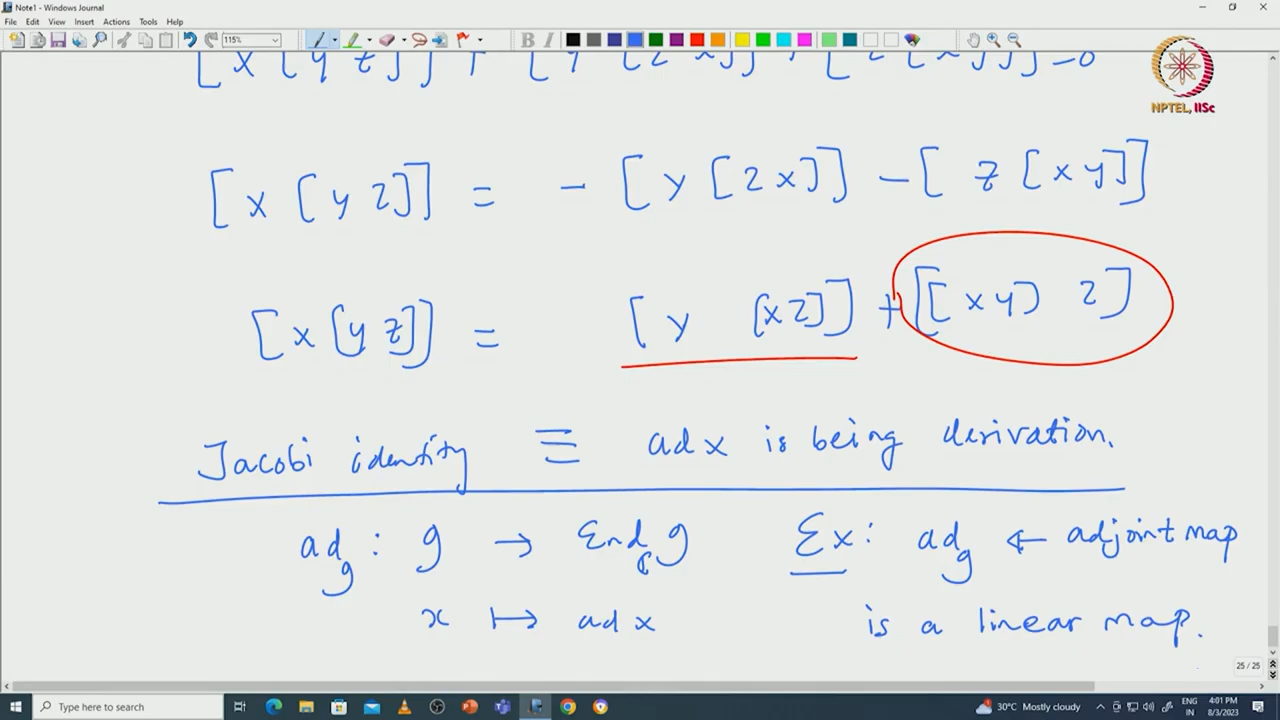 Note1 - Windows Journal
File Edit View Insert Actions Tools Help
115%
B I
NPTEL, IISc
[x [y z]] + [y [z x]] + [z [x y]] = 0
[x [y z]] = - [y [z x]] - [z [x y]]
[x [y z]] = [y [x z]] + [[x y] z]
Jacobi identity ≡ ad x is being derivation.
ad_g : g → End_C g Ex: ad_g ← adjoint map
x ↦ ad x is a linear map.
25 / 25
Type here to search
30°C Mostly cloudy
ENG
IN
4:01 PM
8/3/2023